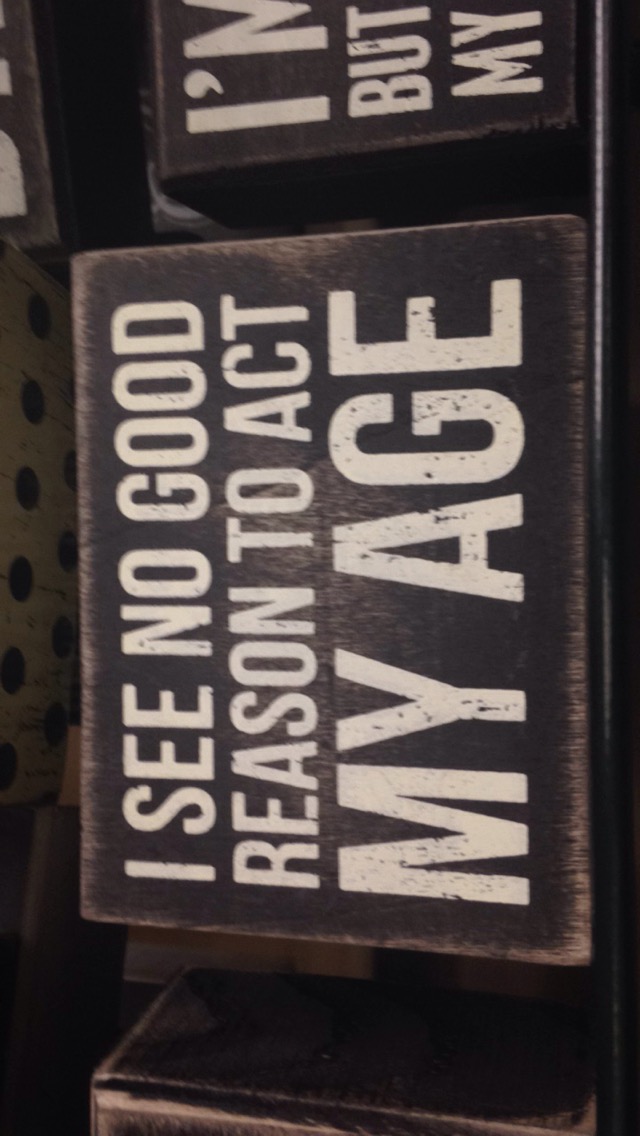 I SEE NO GOOD
REASON TO ACT
MY AGE
I'M
BUT
MY